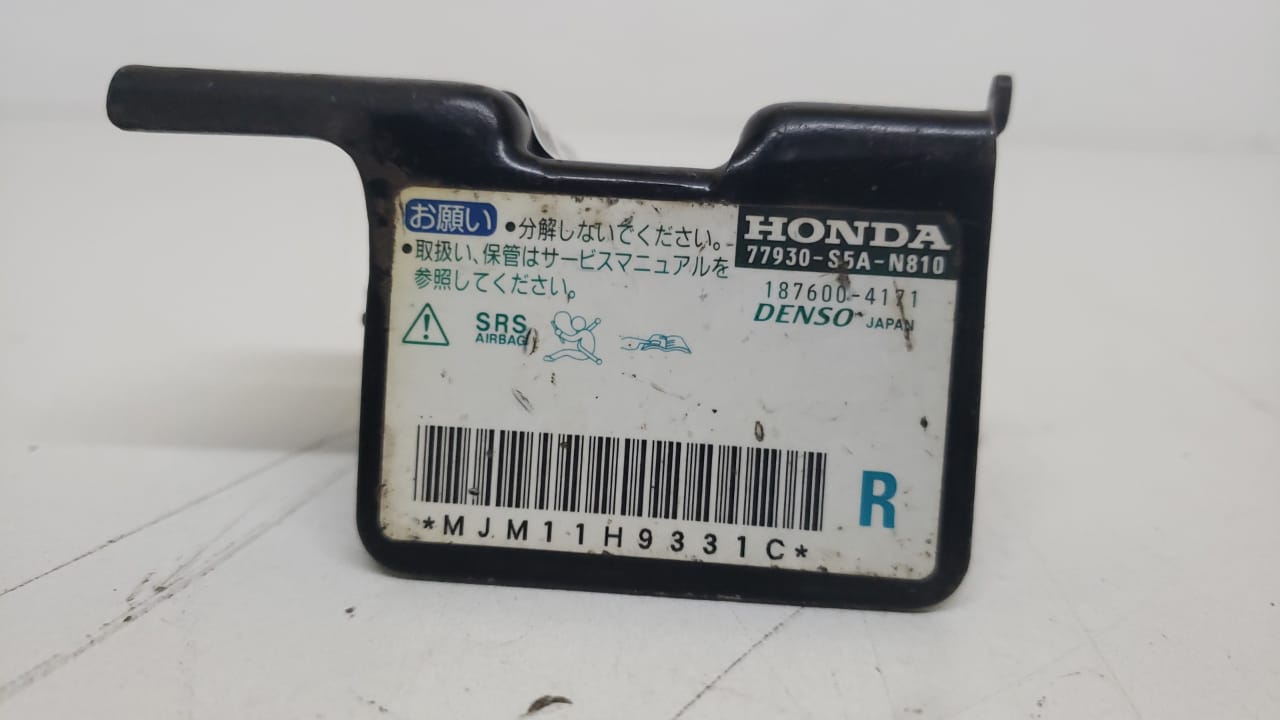 お願い
•分解しないでください。
•取扱い、保管はサービスマニュアルを
参照してください。
HONDA
77930-S5A-N810
187600-4171
DENSO JAPAN
SRS
AIRBAG
R
*MJM11H9331C*